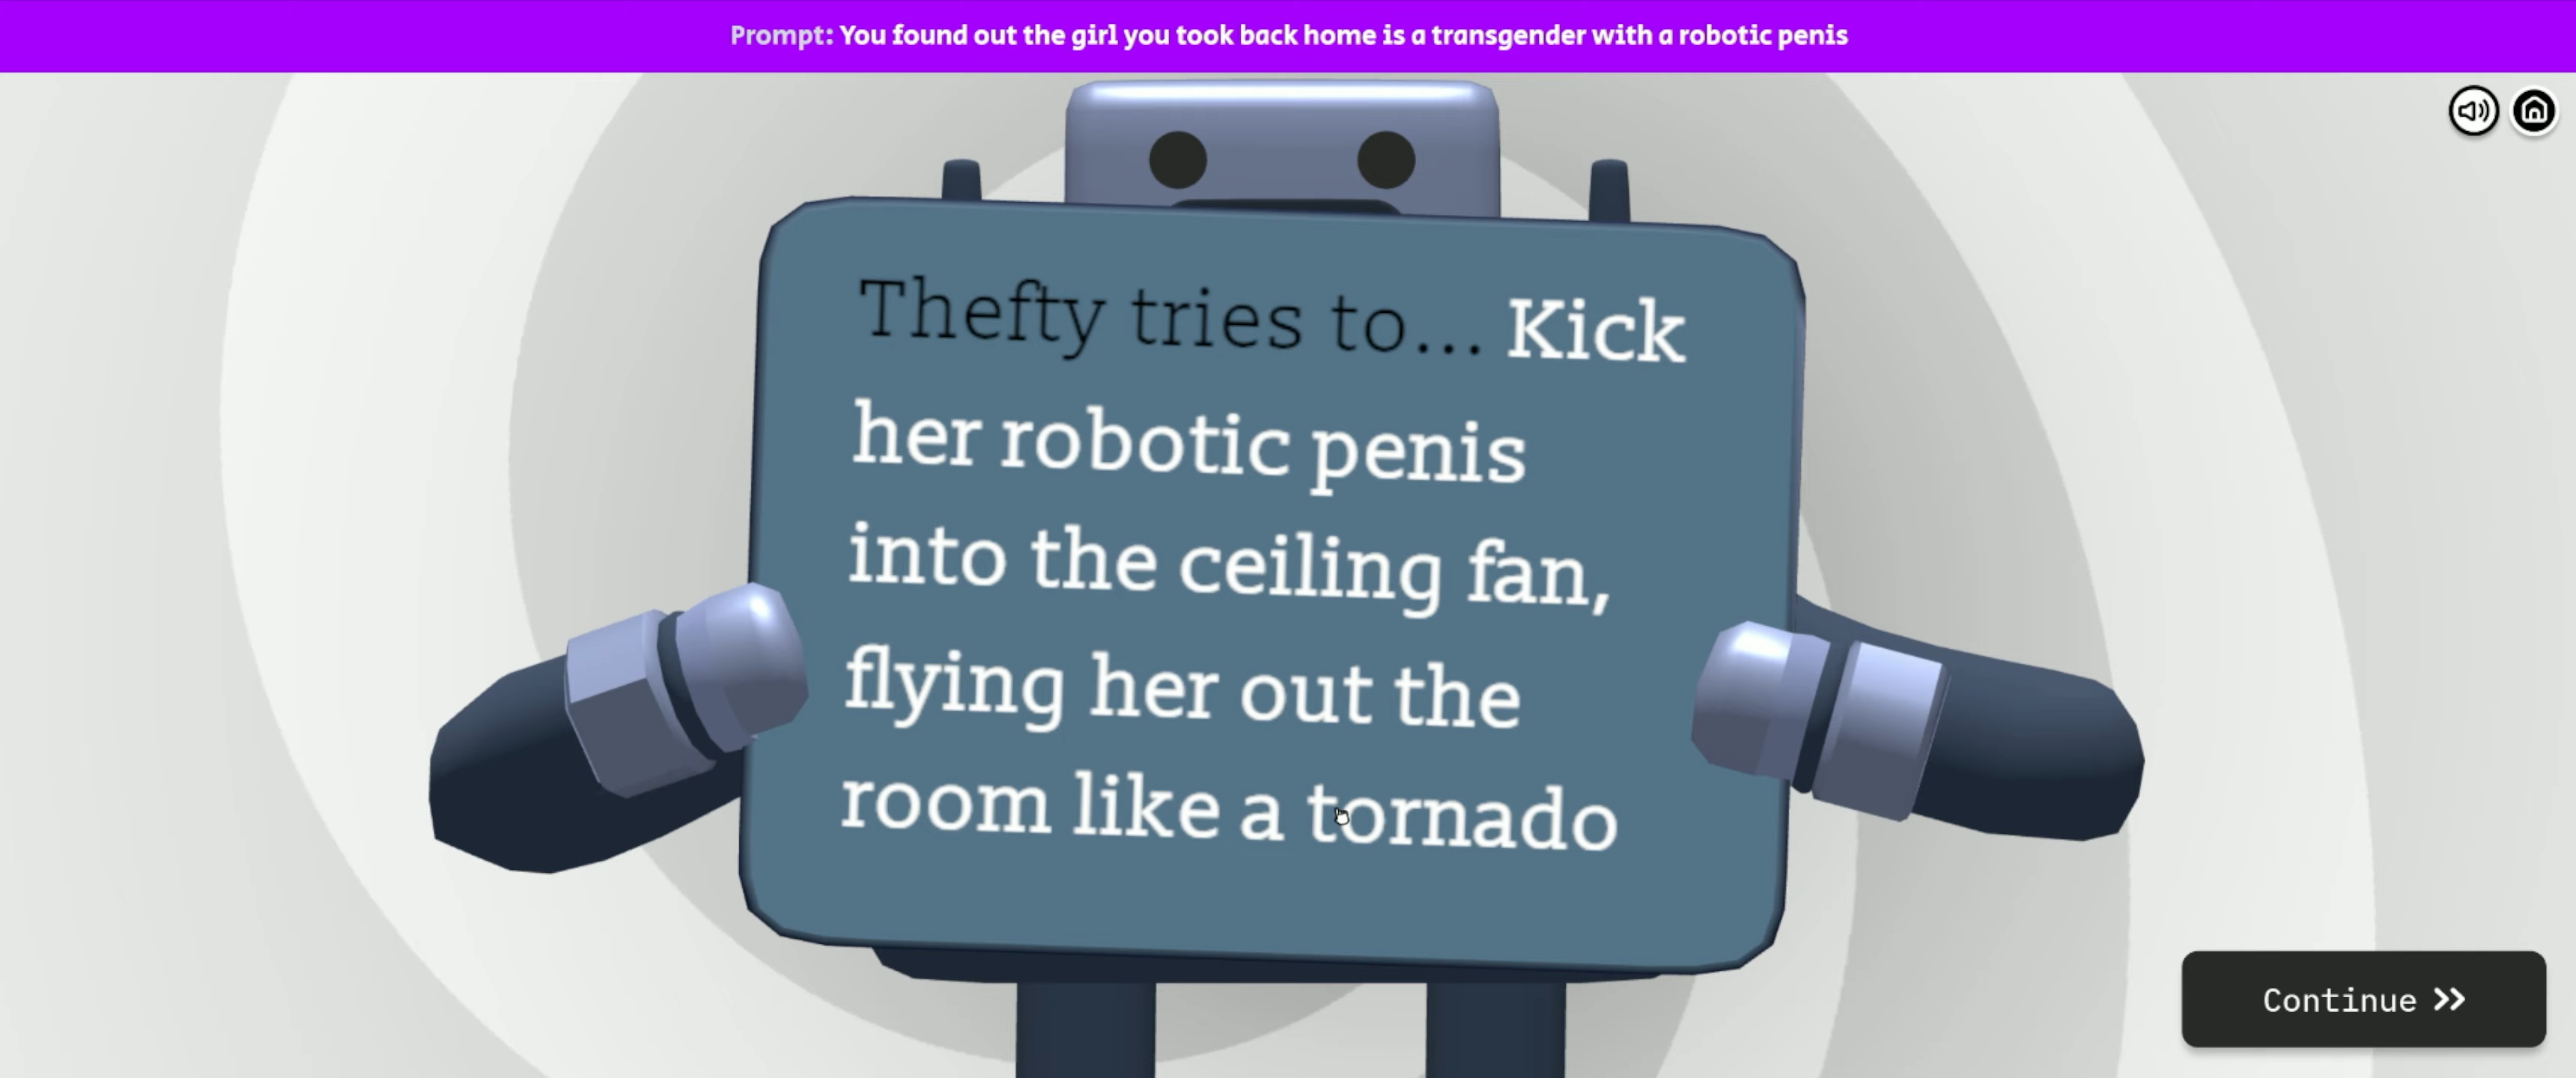 Prompt: You found out the girl you took back home is a transgender with a robotic penis
Thefty tries to... Kick
her robotic penis
into the ceiling fan,
flying her out the
room like a tornado
Continue >>